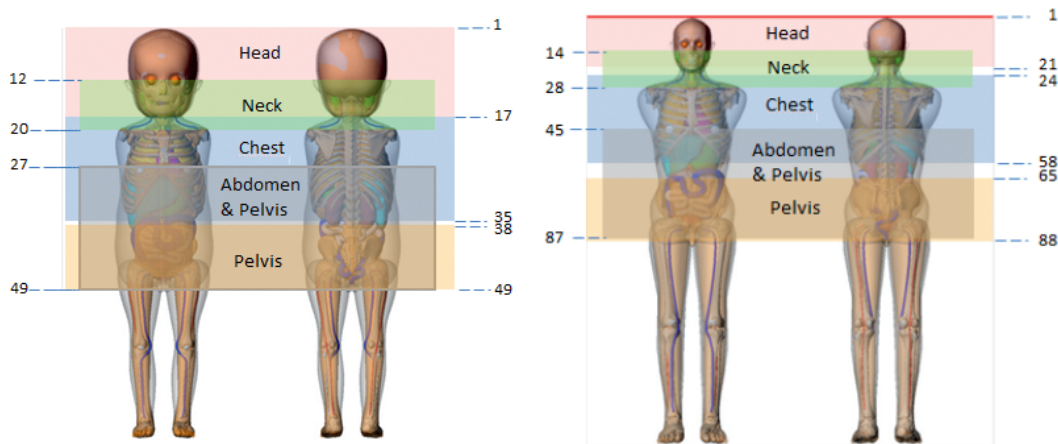 1
Head
12
Neck
17
20
Chest
27
Abdomen
& Pelvis
35
38
Pelvis
49
49
1
Head
14
Neck
21
24
28
Chest
45
Abdomen
& Pelvis
58
65
Pelvis
87
88